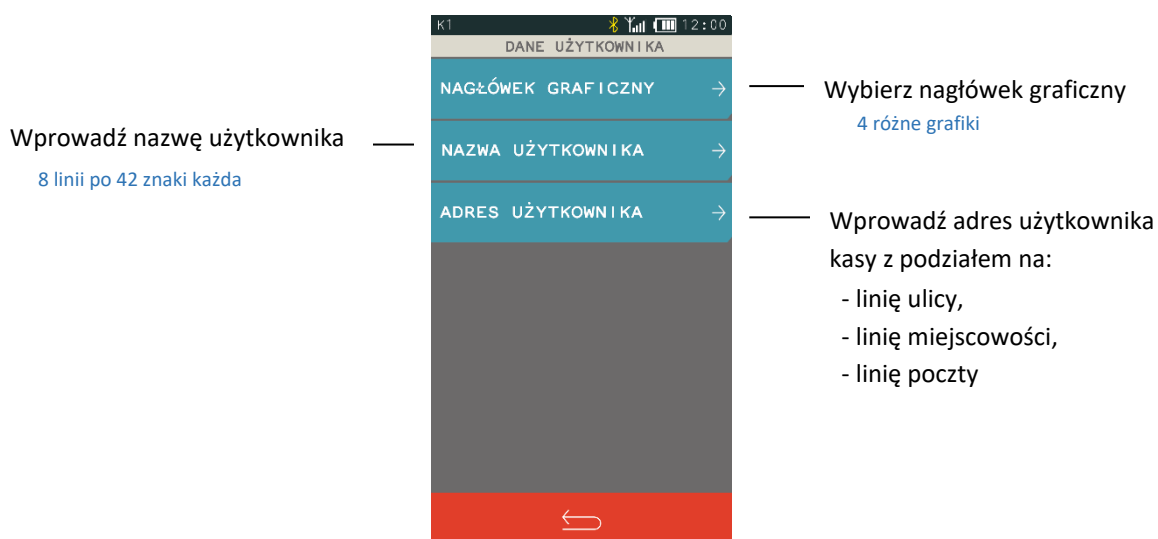 K1 12:00
DANE UŻYTKOWNIKA
NAGŁÓWEK GRAFICZNY
Wybierz nagłówek graficzny
4 różne grafiki
Wprowadź nazwę użytkownika
8 linii po 42 znaki każda
NAZWA UŻYTKOWNIKA
ADRES UŻYTKOWNIKA
Wprowadź adres użytkownika
kasy z podziałem na:
- linię ulicy,
- linię miejscowości,
- linię poczty